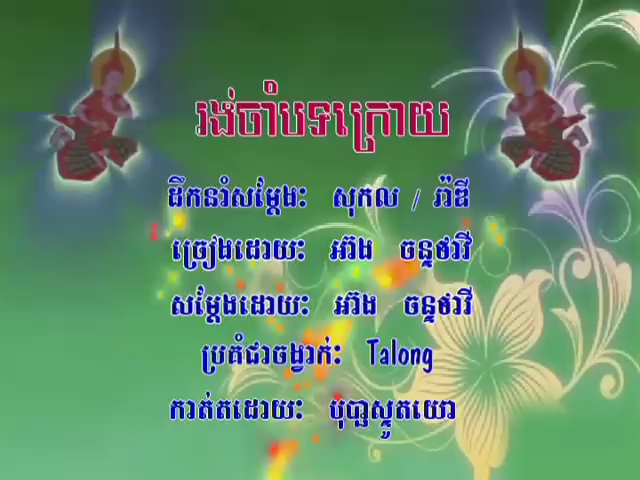 រង់ចាំបទក្រោយ
ដឹកនាំសម្ដែង: សុកល / រ៉ាឌី
ច្រៀងដោយ: អ៊ាង ចន្ទថាវី
សម្ដែងដោយ: អ៊ាង ចន្ទថាវី
ប្រគំជាចង្វាក់: Talong
កាត់តដោយ: បុប្ផាស្ទូតយោ